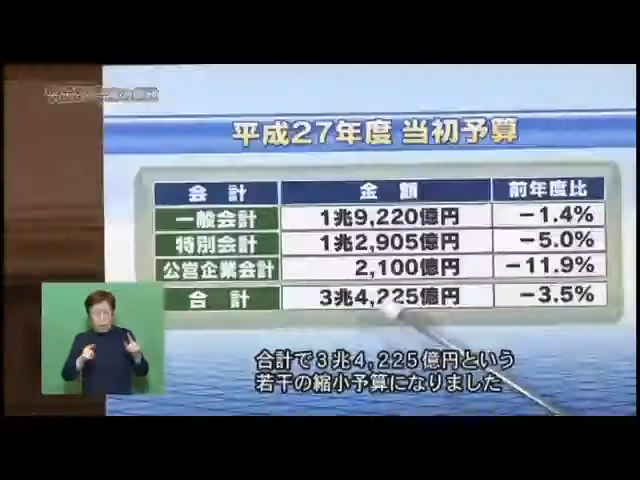 平成27年度 当初予算
会計 金額 前年度比
一般会計 1兆9,220億円 －1.4%
特別会計 1兆2,905億円 －5.0%
公営企業会計 2,100億円 －11.9%
合計 3兆4,225億円 －3.5%
合計で3兆4,225億円という
若干の縮小予算になりました